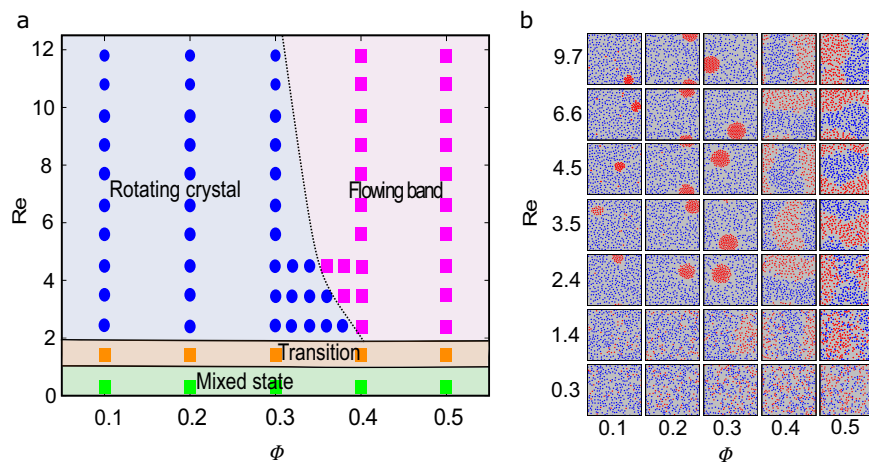 a
12
10
8
6
4
2
0
Re
Rotating crystal
Flowing band
Transition
Mixed state
0.1 0.2 0.3 0.4 0.5
Φ
b
9.7
6.6
4.5
3.5
2.4
1.4
0.3
Re
0.1 0.2 0.3 0.4 0.5
Φ